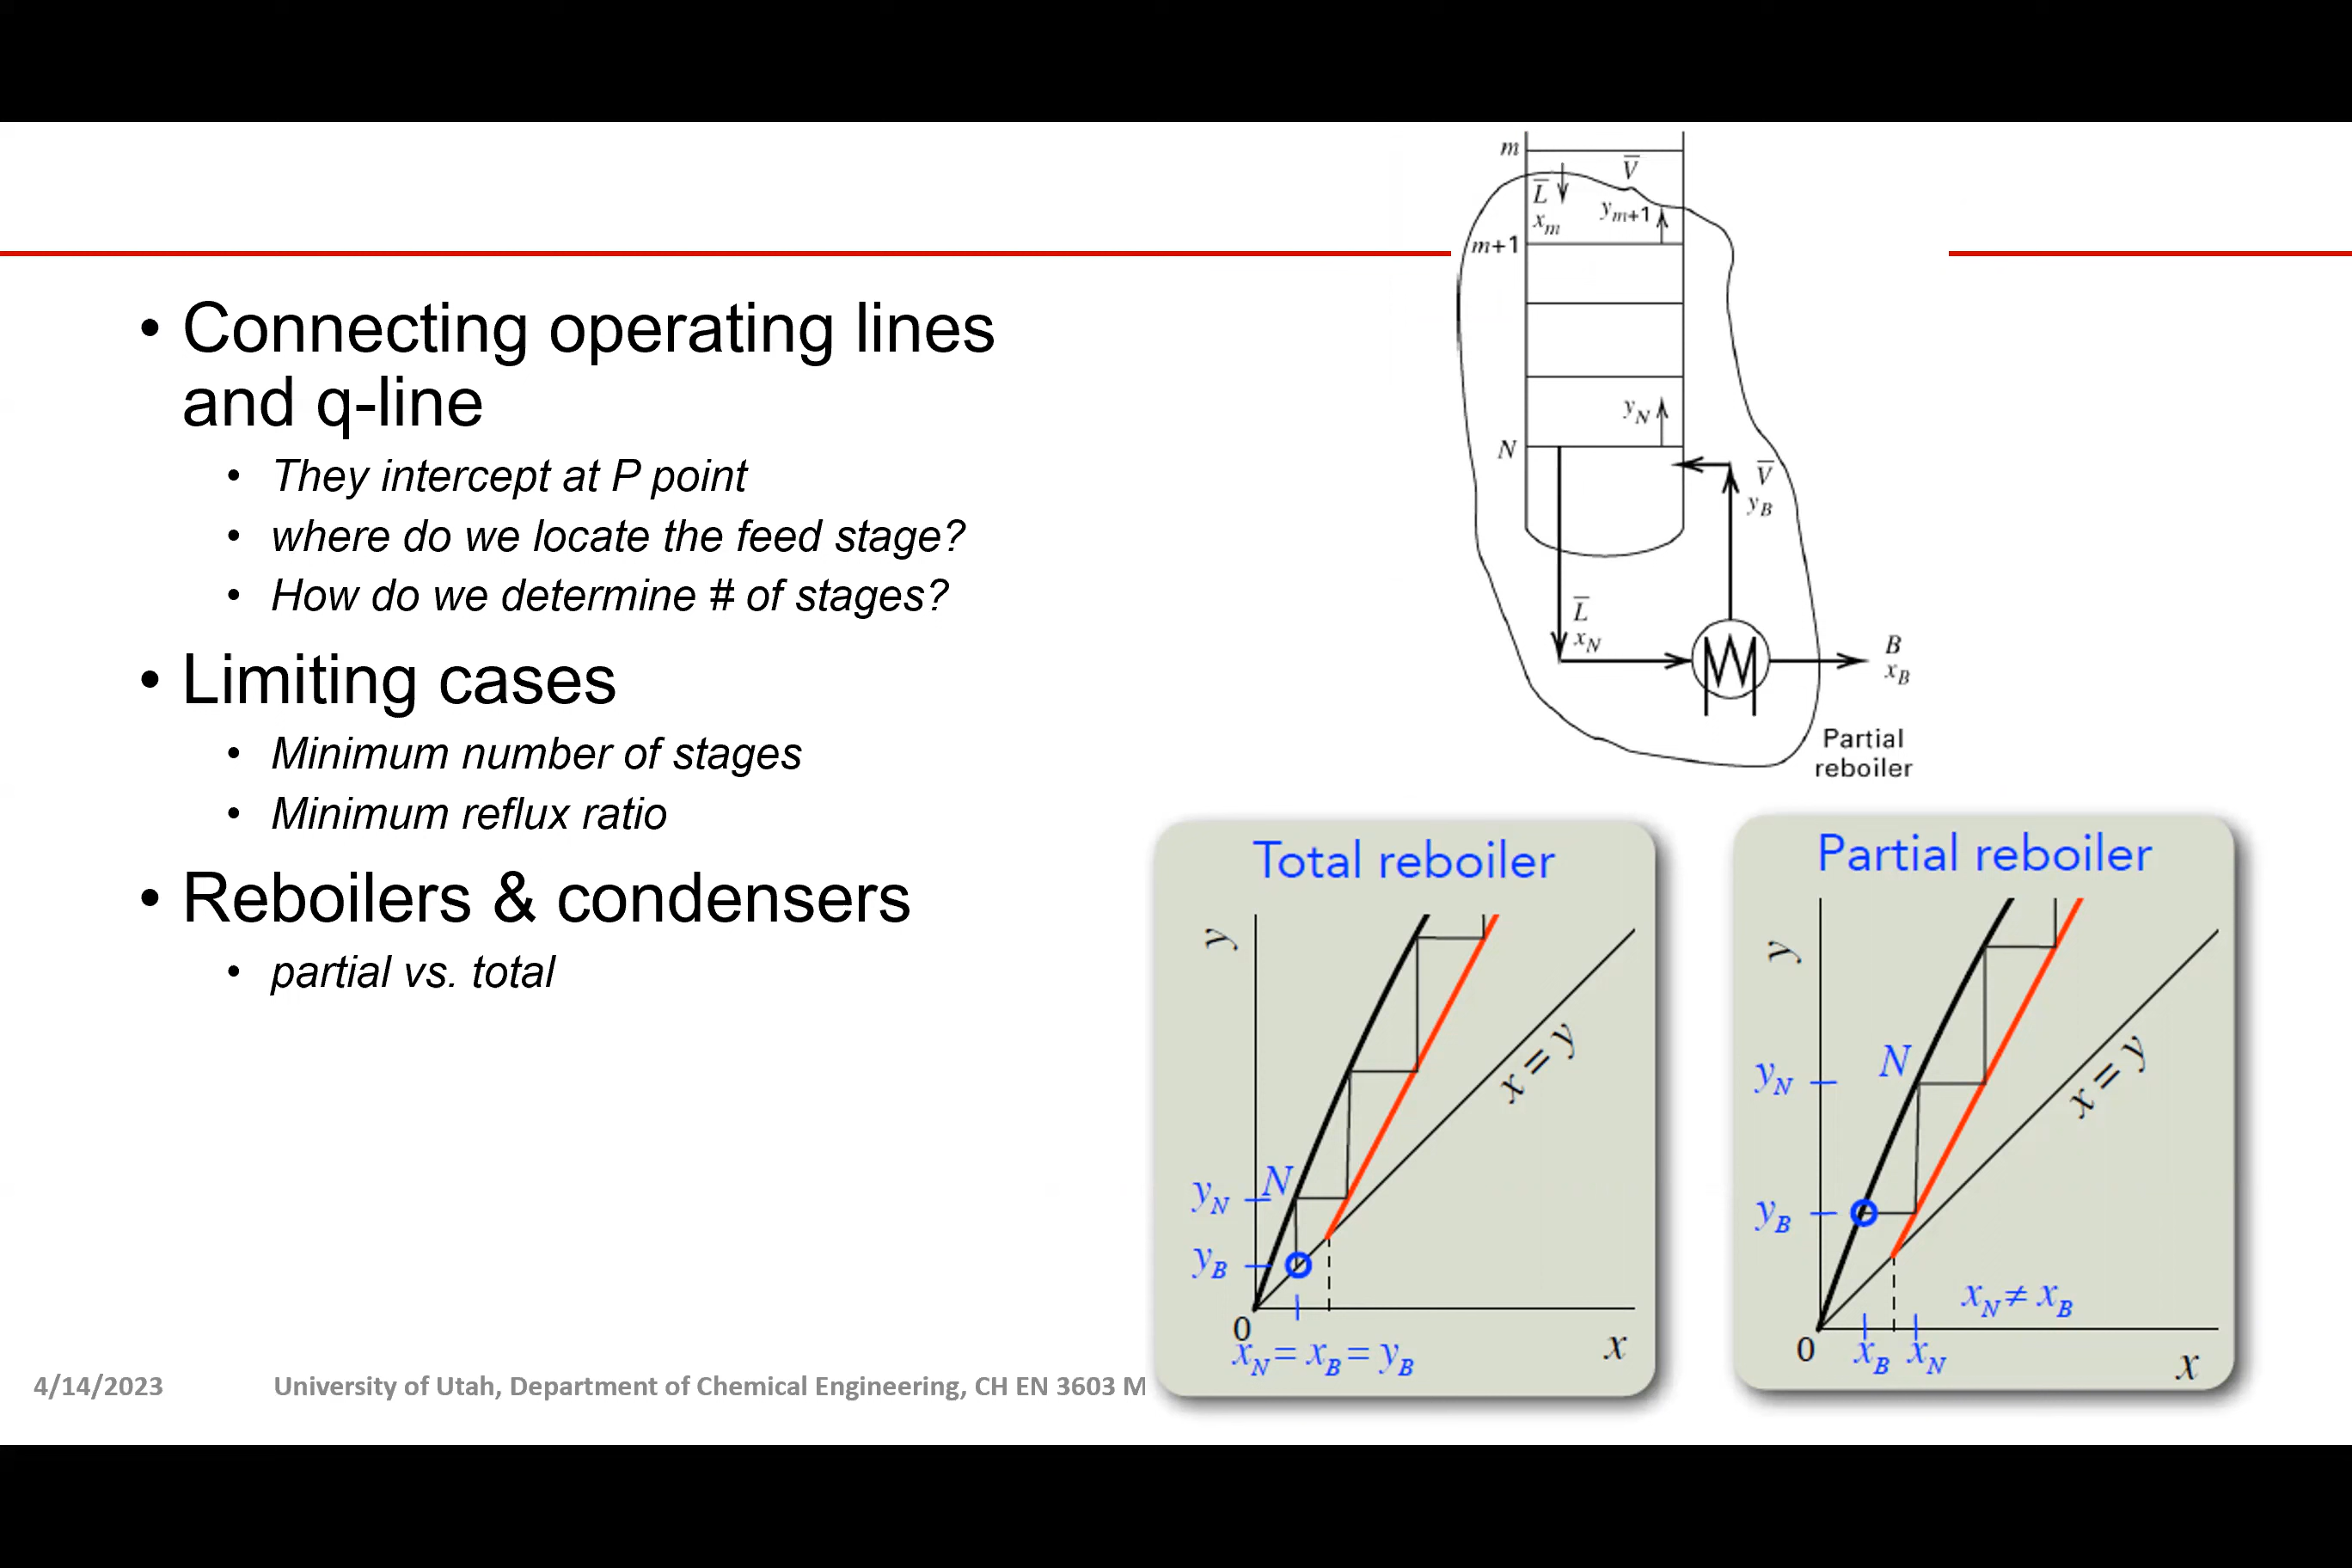 • Connecting operating lines
and q-line
• They intercept at P point
• where do we locate the feed stage?
• How do we determine # of stages?
• Limiting cases
• Minimum number of stages
• Minimum reflux ratio
• Reboilers & condensers
• partial vs. total
m
V̅
L̅
x_m
y_{m+1}
m+1
y_N
N
V̅
y_B
L̅
x_N
B
x_B
Partial
reboiler
Total reboiler
y
x = y
N
y_N
y_B
0
x_N = x_B = y_B
x
Partial reboiler
y
x = y
N
y_N
y_B
x_N ≠ x_B
0
x_B x_N
x
4/14/2023
University of Utah, Department of Chemical Engineering, CH EN 3603 M